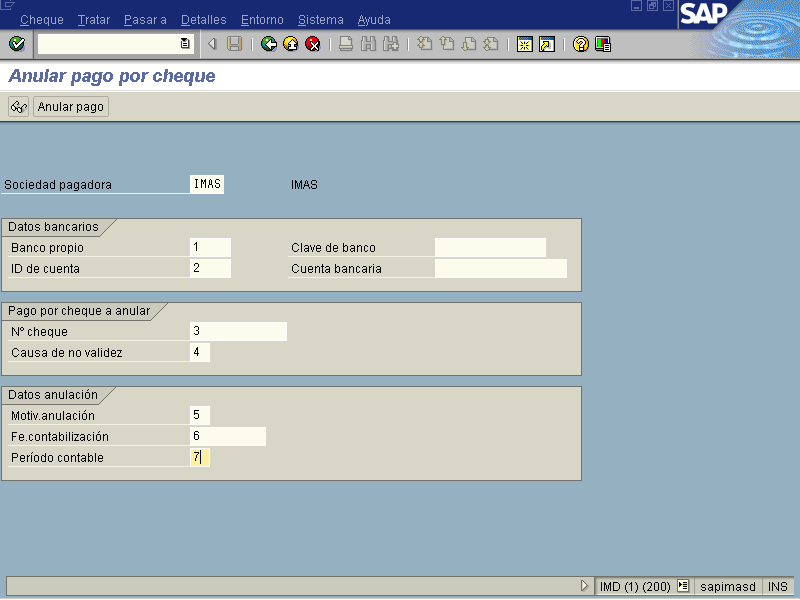 Cheque Tratar Pasar a Detalles Entorno Sistema Ayuda
SAP
Anular pago por cheque
Anular pago
Sociedad pagadora IMAS IMAS
Datos bancarios
Banco propio 1 Clave de banco
ID de cuenta 2 Cuenta bancaria
Pago por cheque a anular
Nº cheque 3
Causa de no validez 4
Datos anulación
Motiv.anulación 5
Fe.contabilización 6
Período contable 7
IMD (1) (200) sapimasd INS